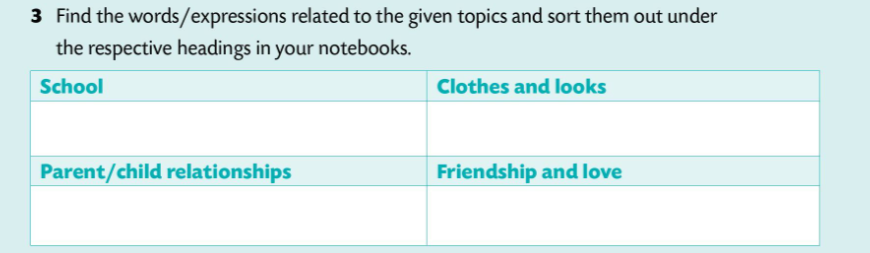 3 Find the words/expressions related to the given topics and sort them out under
the respective headings in your notebooks.
School
Clothes and looks
Parent/child relationships
Friendship and love